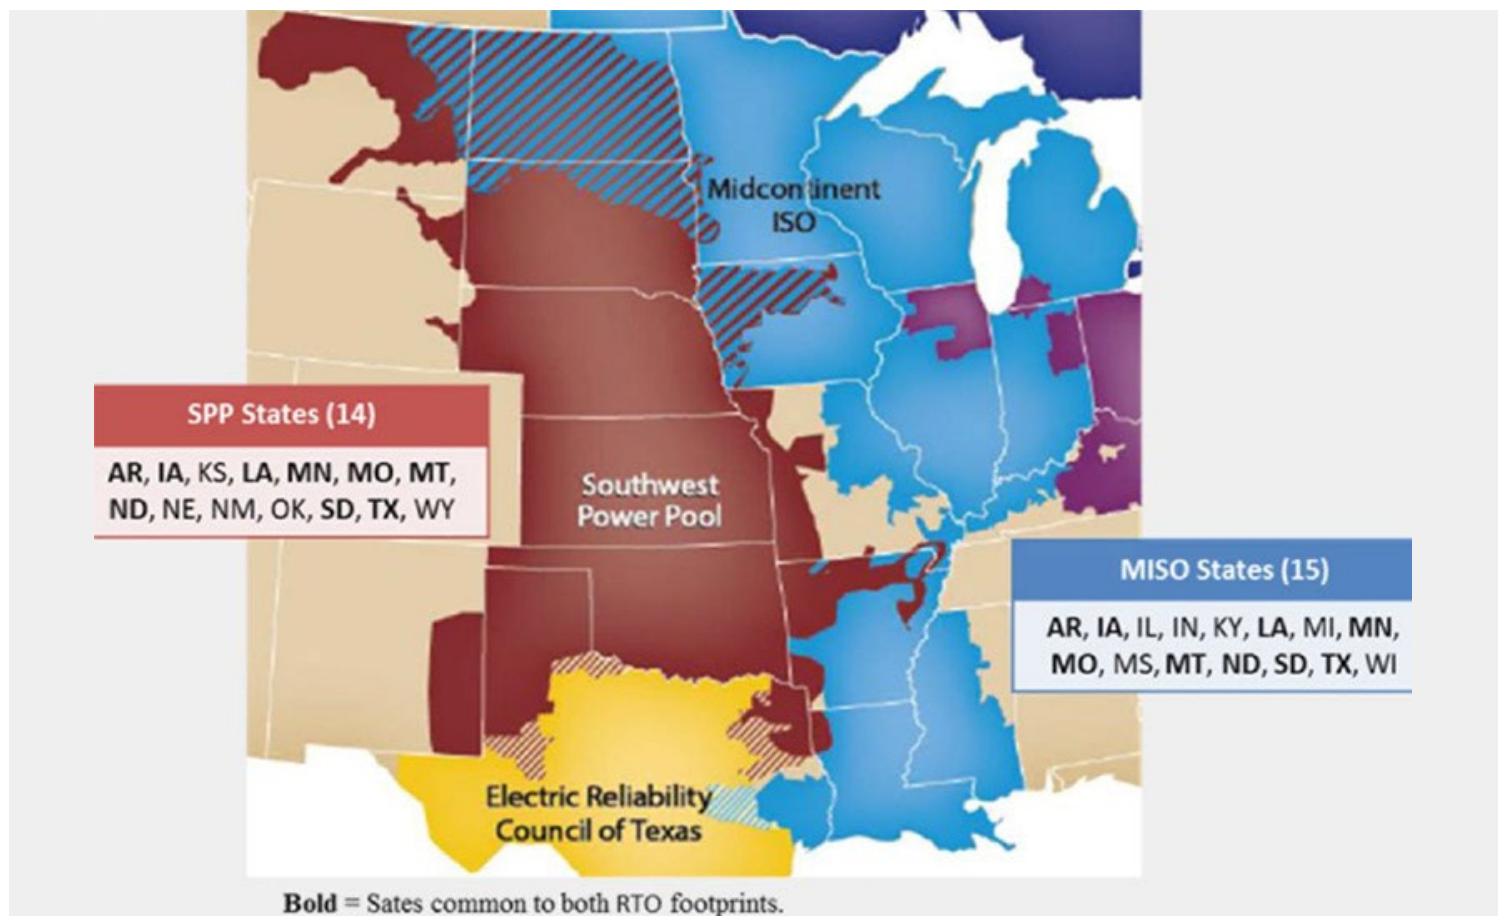 Midcontinent
ISO
SPP States (14)
AR, IA, KS, LA, MN, MO, MT,
ND, NE, NM, OK, SD, TX, WY
Southwest
Power Pool
MISO States (15)
AR, IA, IL, IN, KY, LA, MI, MN,
MO, MS, MT, ND, SD, TX, WI
Electric Reliability
Council of Texas
Bold = Sates common to both RTO footprints.